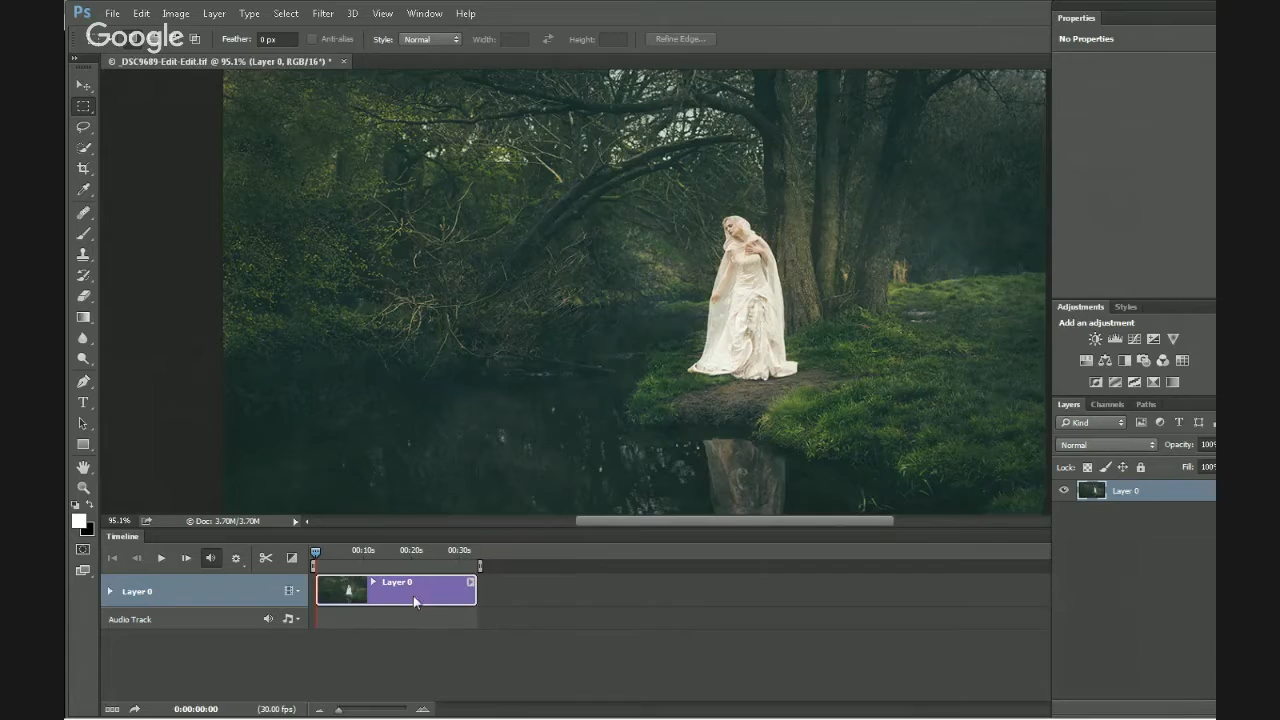 Ps File Edit Image Layer Type Select Filter 3D View Window Help
Google
Feather: 0 px Anti-alias Style: Normal Width: Height: Refine Edge...
© _DSC9689-Edit-Edit.tif @ 95.1% (Layer 0, RGB/16*) * ×
Properties
No Properties
Adjustments Styles
Add an adjustment
Layers Channels Paths
Kind
Normal Opacity: 100%
Lock: Fill: 100%
Layer 0
95.1% © Doc: 3.70M/3.70M
Timeline
00:10s 00:20s 00:30s
Layer 0
Layer 0
Audio Track
0:00:00:00 (30.00 fps)